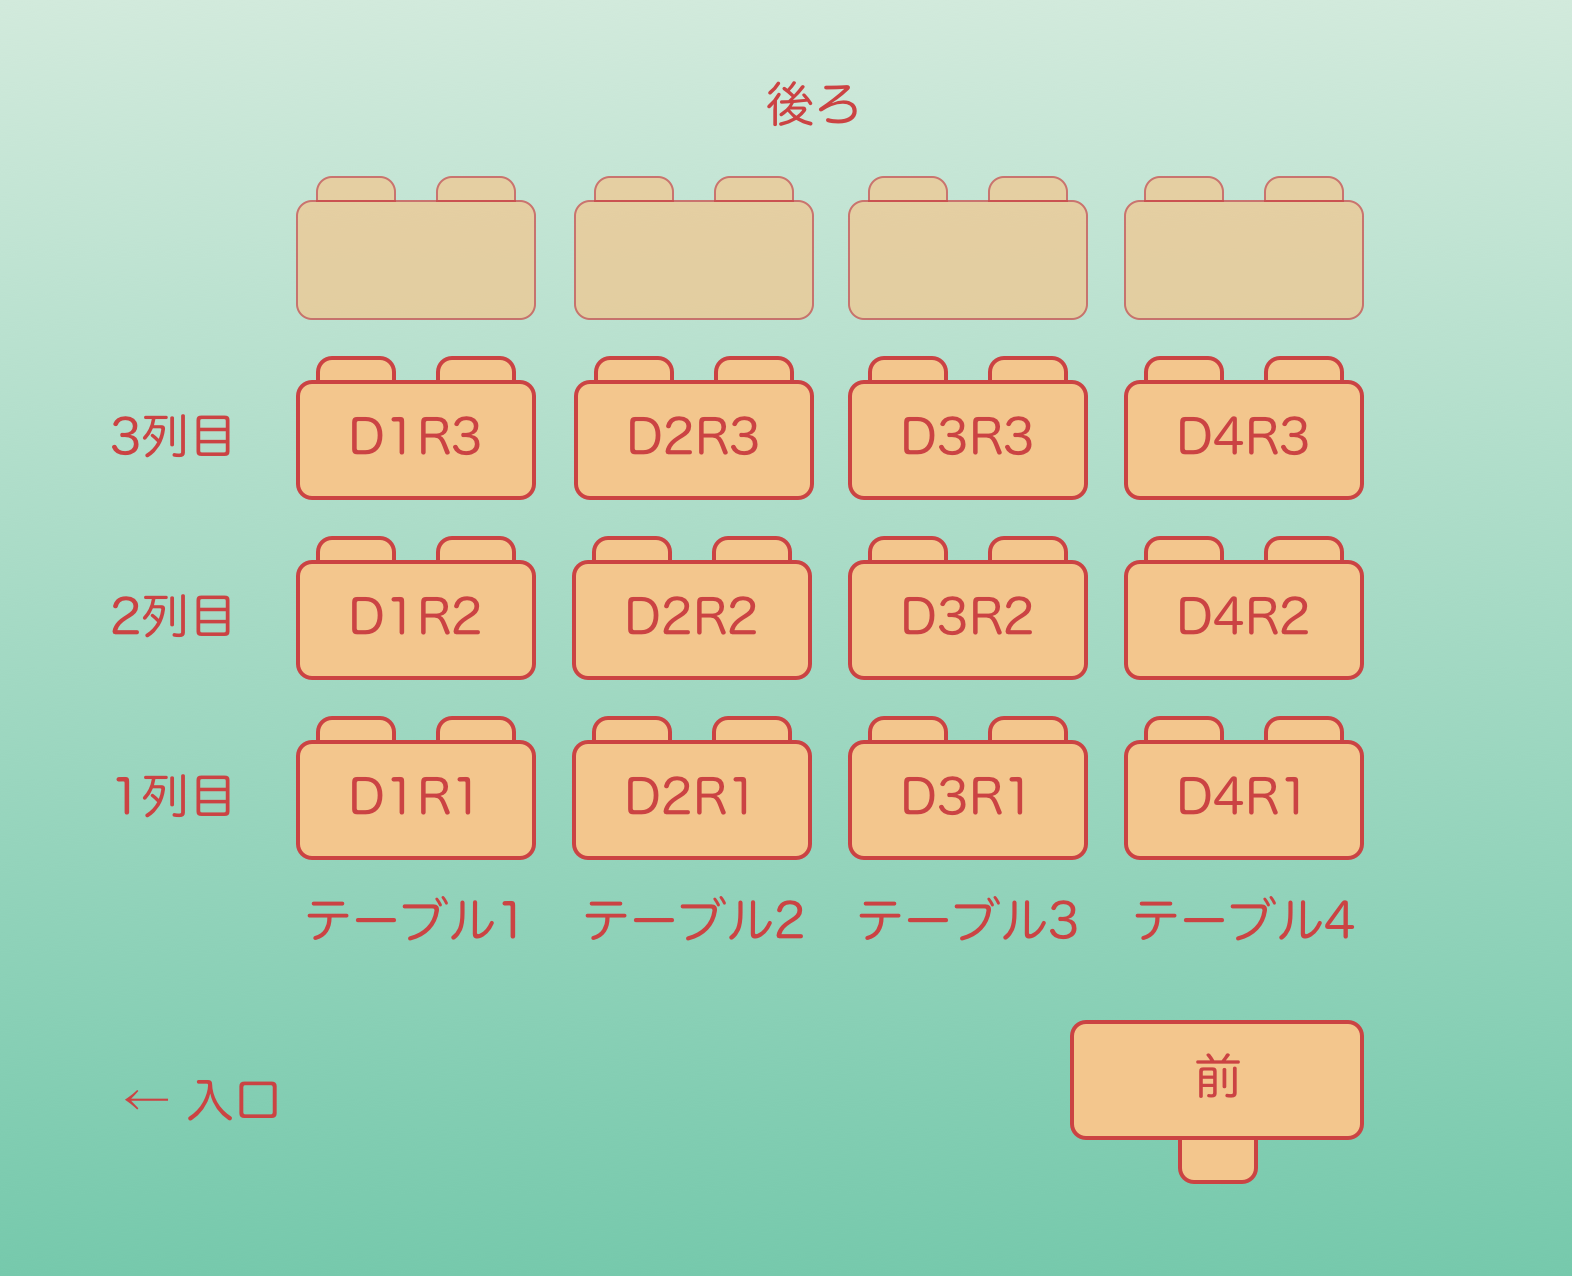 後ろ
3列目 D1R3 D2R3 D3R3 D4R3
2列目 D1R2 D2R2 D3R2 D4R2
1列目 D1R1 D2R1 D3R1 D4R1
テーブル1 テーブル2 テーブル3 テーブル4
前
← 入口